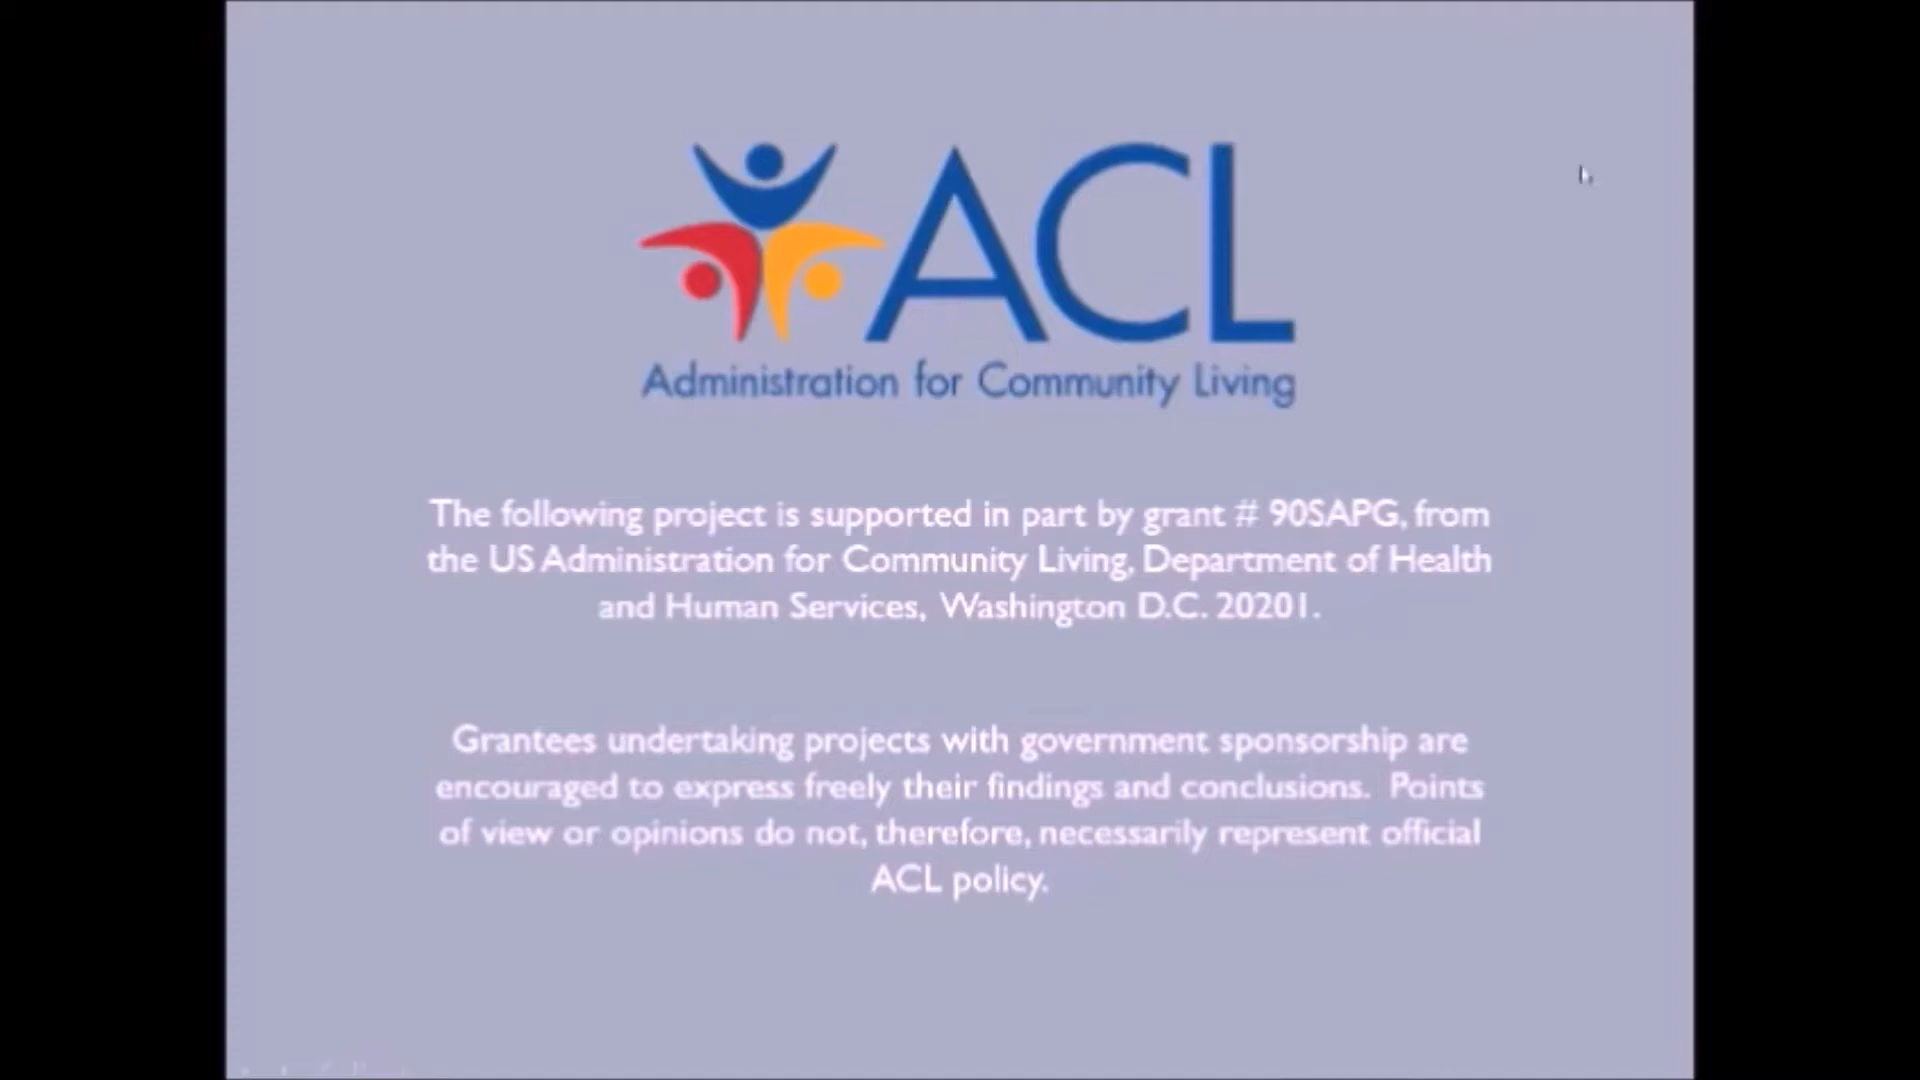 ACL
Administration for Community Living
The following project is supported in part by grant # 90SAPG, from
the US Administration for Community Living, Department of Health
and Human Services, Washington D.C. 20201.
Grantees undertaking projects with government sponsorship are
encouraged to express freely their findings and conclusions. Points
of view or opinions do not, therefore, necessarily represent official
ACL policy.